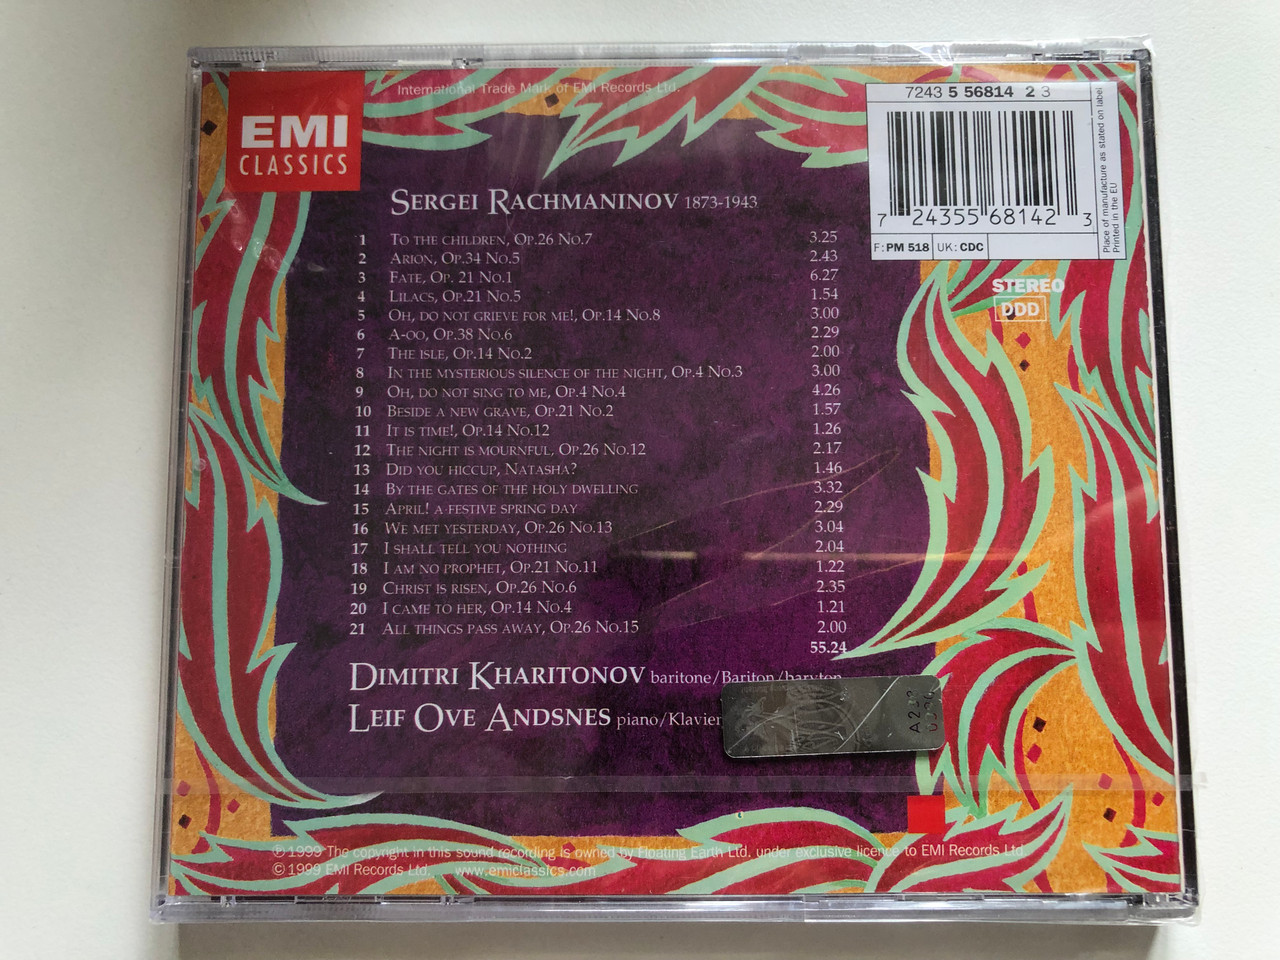 International Trade Mark of EMI Records Ltd.
EMI
CLASSICS
7243 5 56814 2 3
7 24355 68142 3
F: PM 518 UK: CDC
Place of manufacture as stated on label
Printed in the EU
STEREO
DDD
SERGEI RACHMANINOV 1873-1943
1 TO THE CHILDREN, OP.26 NO.7 3.25
2 ARION, OP.34 NO.5 2.43
3 FATE, OP. 21 NO.1 6.27
4 LILACS, OP.21 NO.5 1.54
5 OH, DO NOT GRIEVE FOR ME!, OP.14 NO.8 3.00
6 A-OO, OP.38 NO.6 2.29
7 THE ISLE, OP.14 NO.2 2.00
8 IN THE MYSTERIOUS SILENCE OF THE NIGHT, OP.4 NO.3 3.00
9 OH, DO NOT SING TO ME, OP.4 NO.4 4.26
10 BESIDE A NEW GRAVE, OP.21 NO.2 1.57
11 IT IS TIME!, OP.14 NO.12 1.26
12 THE NIGHT IS MOURNFUL, OP.26 NO.12 2.17
13 DID YOU HICCUP, NATASHA? 1.46
14 BY THE GATES OF THE HOLY DWELLING 3.32
15 APRIL! A FESTIVE SPRING DAY 2.29
16 WE MET YESTERDAY, OP.26 NO.13 3.04
17 I SHALL TELL YOU NOTHING 2.04
18 I AM NO PROPHET, OP.21 NO.11 1.22
19 CHRIST IS RISEN, OP.26 NO.6 2.35
20 I CAME TO HER, OP.14 NO.4 1.21
21 ALL THINGS PASS AWAY, OP.26 NO.15 2.00
55.24
DIMITRI KHARITONOV baritone/Bariton/baryton
LEIF OVE ANDSNES piano/Klavier
℗ 1999 The copyright in this sound recording is owned by Floating Earth Ltd. under exclusive licence to EMI Records Ltd
© 1999 EMI Records Ltd. www.emiclassics.com